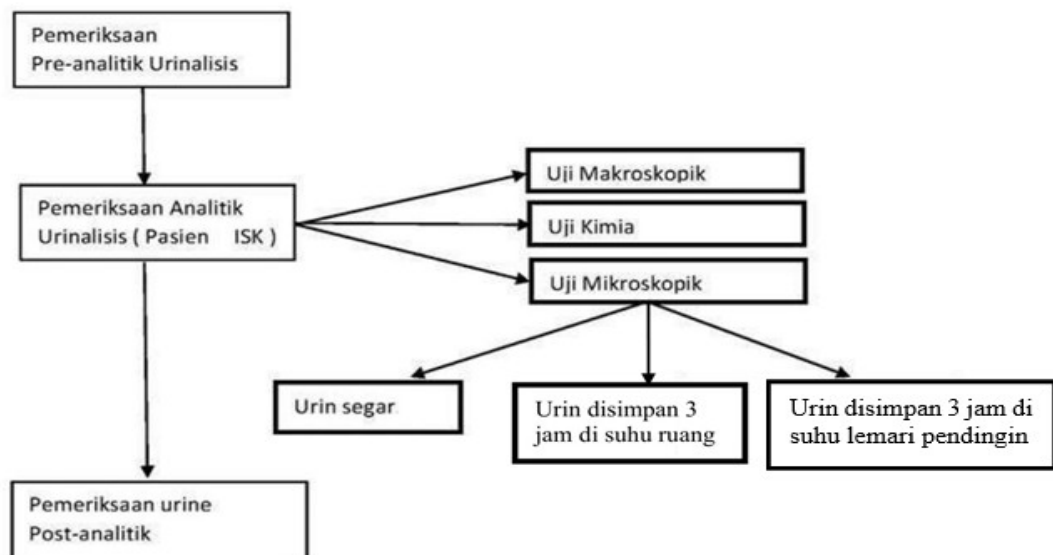 Pemeriksaan
Pre-analitik Urinalisis
Pemeriksaan Analitik
Urinalisis ( Pasien ISK )
Uji Makroskopik
Uji Kimia
Uji Mikroskopik
Urin segar
Urin disimpan 3
jam di suhu ruang
Urin disimpan 3 jam di
suhu lemari pendingin
Pemeriksaan urine
Post-analitik